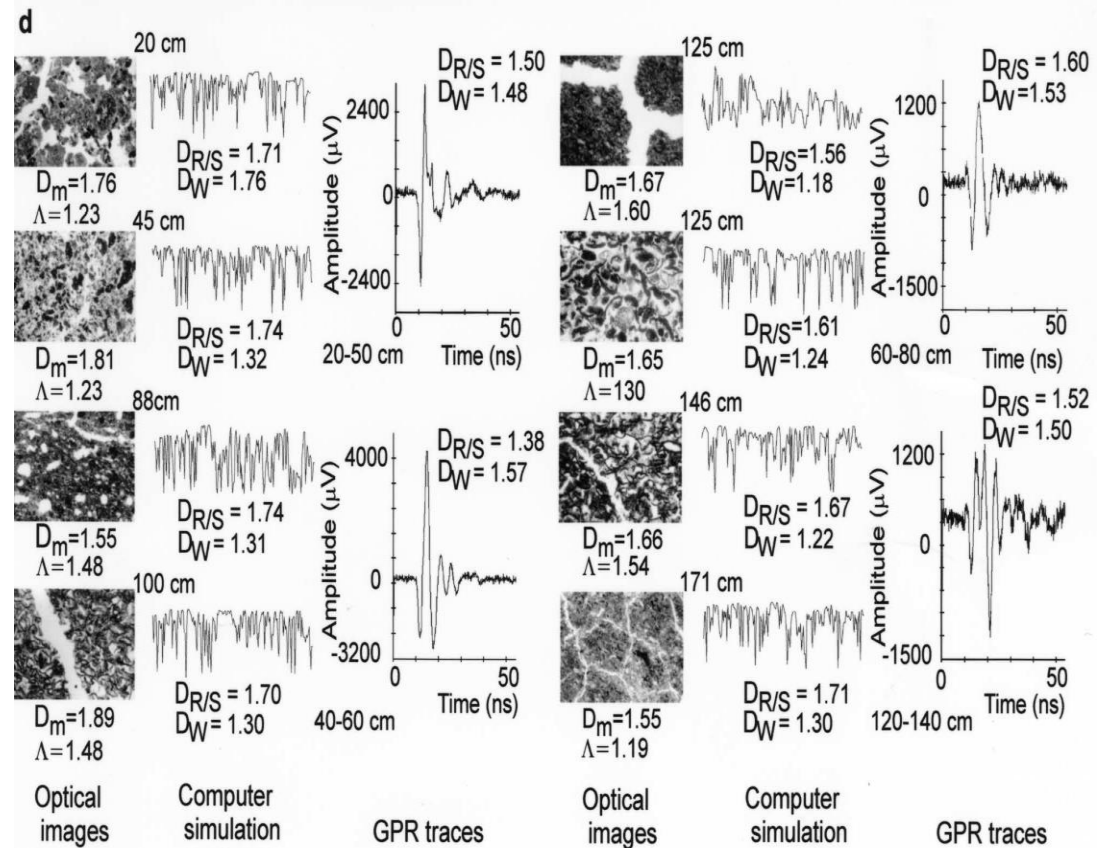 d
20 cm
D_R/S = 1.71
D_W = 1.76
D_m=1.76
Λ=1.23
45 cm
D_R/S = 1.74
D_W = 1.32
D_m=1.81
Λ=1.23
D_R/S = 1.50
D_W = 1.48
Amplitude (μV)
2400
0
-2400
0
50
20-50 cm
Time (ns)
88cm
D_R/S = 1.74
D_W = 1.31
D_m=1.55
Λ=1.48
100 cm
D_R/S = 1.70
D_W = 1.30
D_m=1.89
Λ=1.48
D_R/S = 1.38
D_W = 1.57
Amplitude (μV)
4000
0
-3200
0
50
Time (ns)
40-60 cm
125 cm
D_R/S =1.56
D_W =1.18
D_m=1.67
Λ=1.60
125 cm
D_R/S =1.61
D_W =1.24
D_m=1.65
Λ=130
D_R/S = 1.60
D_W =1.53
Amplitude (μV)
1200
0
-1500
0
50
Time (ns)
60-80 cm
146 cm
D_R/S =1.67
D_W =1.22
D_m=1.66
Λ=1.54
171 cm
D_R/S =1.71
D_W =1.30
D_m=1.55
Λ=1.19
D_R/S = 1.52
D_W = 1.50
Amplitude (μV)
1200
0
-1500
0
50
Time (ns)
120-140 cm
Optical
images
Computer
simulation
GPR traces
Optical
images
Computer
simulation
GPR traces